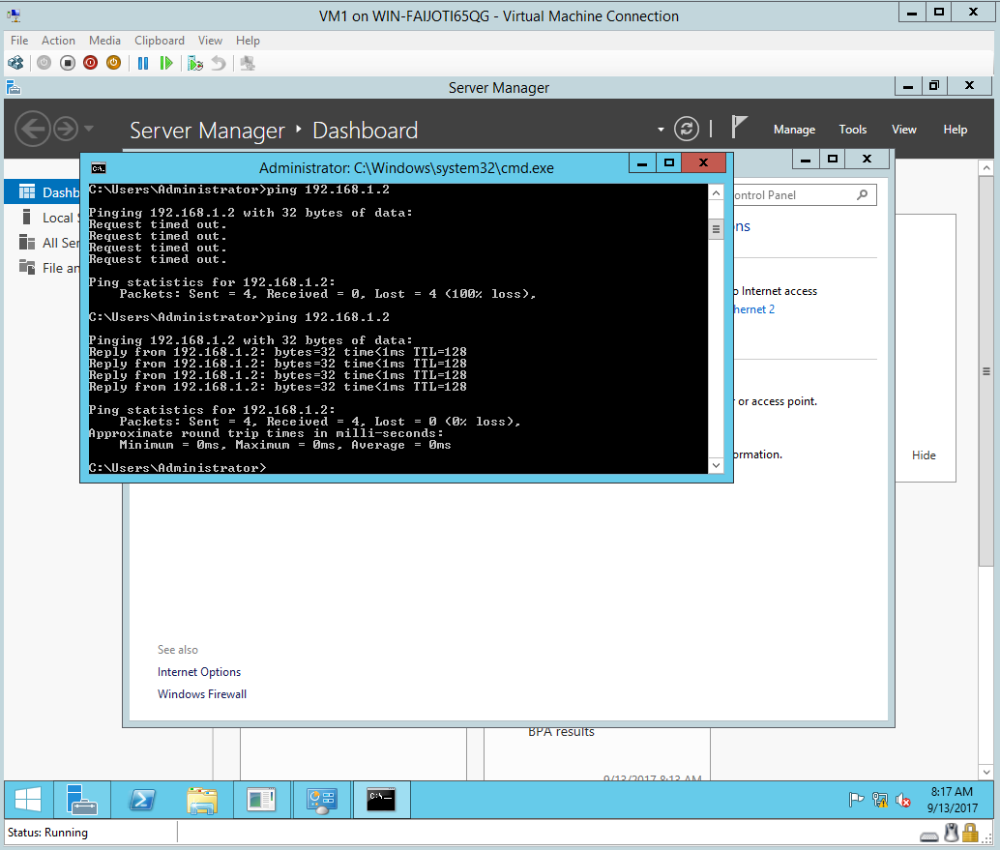 VM1 on WIN-FAIJOTI65QG - Virtual Machine Connection
File Action Media Clipboard View Help
Server Manager
Server Manager ‣ Dashboard
Manage Tools View Help
Administrator: C:\Windows\system32\cmd.exe
C:\Users\Administrator>ping 192.168.1.2
Pinging 192.168.1.2 with 32 bytes of data:
Request timed out.
Request timed out.
Request timed out.
Request timed out.
Ping statistics for 192.168.1.2:
Packets: Sent = 4, Received = 0, Lost = 4 (100% loss),
C:\Users\Administrator>ping 192.168.1.2
Pinging 192.168.1.2 with 32 bytes of data:
Reply from 192.168.1.2: bytes=32 time<1ms TTL=128
Reply from 192.168.1.2: bytes=32 time<1ms TTL=128
Reply from 192.168.1.2: bytes=32 time<1ms TTL=128
Reply from 192.168.1.2: bytes=32 time<1ms TTL=128
Ping statistics for 192.168.1.2:
Packets: Sent = 4, Received = 4, Lost = 0 (0% loss),
Approximate round trip times in milli-seconds:
Minimum = 0ms, Maximum = 0ms, Average = 0ms
C:\Users\Administrator>
Dashb
Local S
All Ser
File an
ontrol Panel
ons
o Internet access
hernet 2
r or access point.
ormation.
Hide
See also
Internet Options
Windows Firewall
BPA results
9/13/2017 8:13 AM
C:\_
8:17 AM
9/13/2017
Status: Running